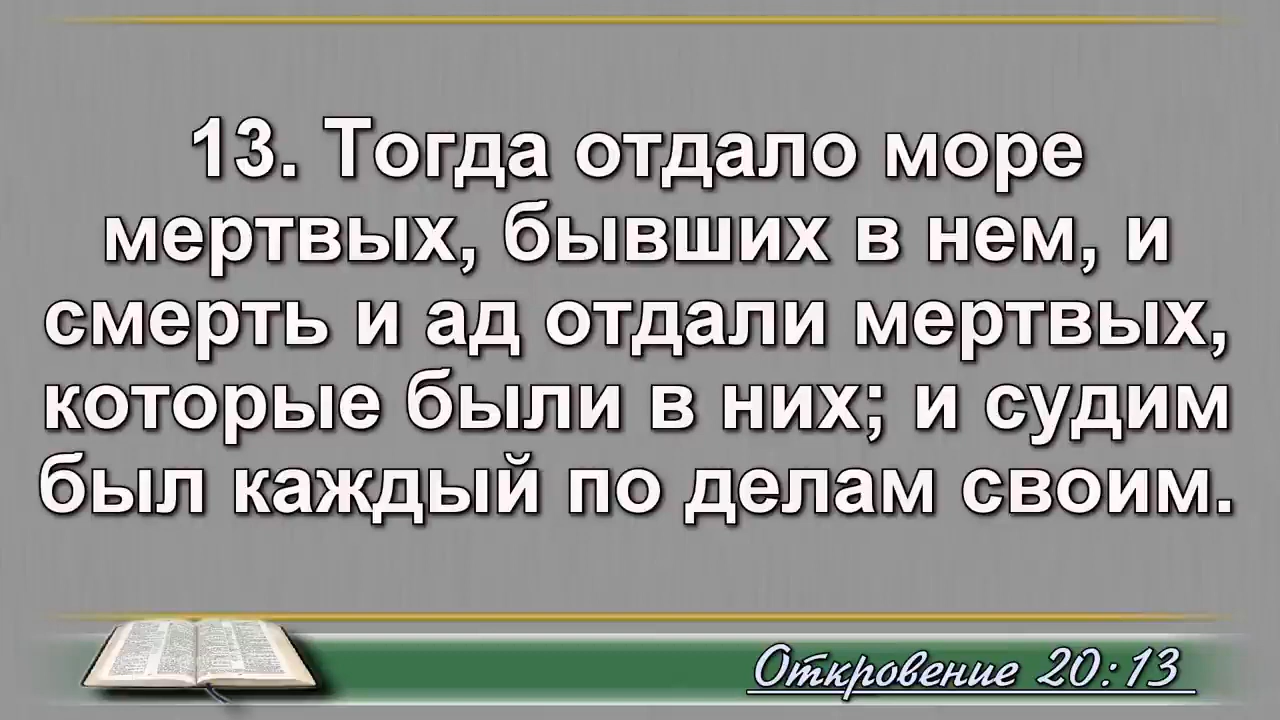 13. Тогда отдало море
мертвых, бывших в нем, и
смерть и ад отдали мертвых,
которые были в них; и судим
был каждый по делам своим.
Откровение 20:13